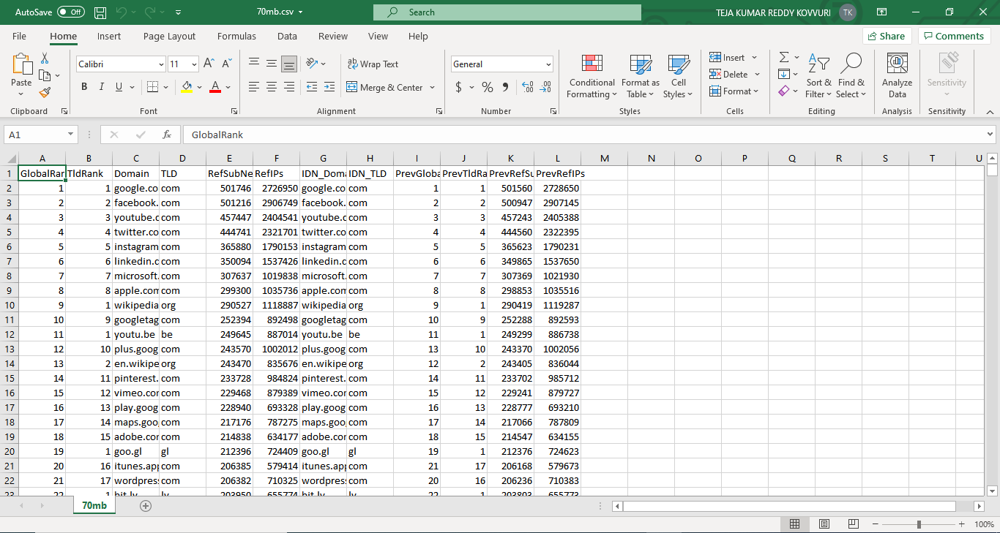 AutoSave Off 70mb.csv Search TEJA KUMAR REDDY KOVVURI TK
File Home Insert Page Layout Formulas Data Review View Help Share Comments
Paste Calibri 11 A A ab Wrap Text General Conditional Formatting Format as Table Cell Styles Insert Delete Format Sort & Filter Find & Select Analyze Data Sensitivity
B I U A Merge & Center $ % 9
Clipboard Font Alignment Number Styles Cells Editing Analysis Sensitivity
A1 fx GlobalRank
A B C D E F G H I J K L M N O P Q R S T U
1 GlobalRar TldRank Domain TLD RefSubNe RefIPs IDN_Doma IDN_TLD PrevGloba PrevTldRa PrevRefSu PrevRefIPs
2 1 1 google.co com 501746 2726950 google.co com 1 1 501560 2728650
3 2 2 facebook. com 501216 2906749 facebook. com 2 2 500947 2907145
4 3 3 youtube.c com 457447 2404541 youtube.c com 3 3 457243 2405388
5 4 4 twitter.co com 444741 2321701 twitter.co com 4 4 444560 2322395
6 5 5 instagram com 365880 1790153 instagram com 5 5 365623 1790231
7 6 6 linkedin.c com 350094 1537426 linkedin.c com 6 6 349865 1537650
8 7 7 microsoft. com 307637 1019838 microsoft. com 7 7 307369 1021930
9 8 8 apple.com com 299300 1035736 apple.com com 8 8 298853 1035516
10 9 1 wikipedia org 290527 1118887 wikipedia org 9 1 290419 1119287
11 10 9 googletag com 252394 892498 googletag com 10 9 252288 892593
12 11 1 youtu.be be 249645 887014 youtu.be be 11 1 249299 886738
13 12 10 plus.goog com 243570 1002012 plus.goog com 13 10 243370 1002056
14 13 2 en.wikipe org 243470 835676 en.wikipe org 12 2 243405 836044
15 14 11 pinterest. com 233728 984824 pinterest. com 14 11 233702 985712
16 15 12 vimeo.cor com 229468 879389 vimeo.cor com 15 12 229241 879727
17 16 13 play.goog com 228940 693328 play.goog com 16 13 228777 693210
18 17 14 maps.goo com 217176 787275 maps.goo com 17 14 217066 787809
19 18 15 adobe.cor com 214838 634177 adobe.cor com 18 15 214547 634155
20 19 1 goo.gl gl 212396 724409 goo.gl gl 19 1 212376 724623
21 20 16 itunes.app com 206385 579414 itunes.app com 21 17 206168 579673
22 21 17 wordpres com 206382 710325 wordpres com 20 16 206236 710383
23 22 1 bit.ly ly 203950 655774 bit.ly ly 22 1 203803 655773
70mb
100%